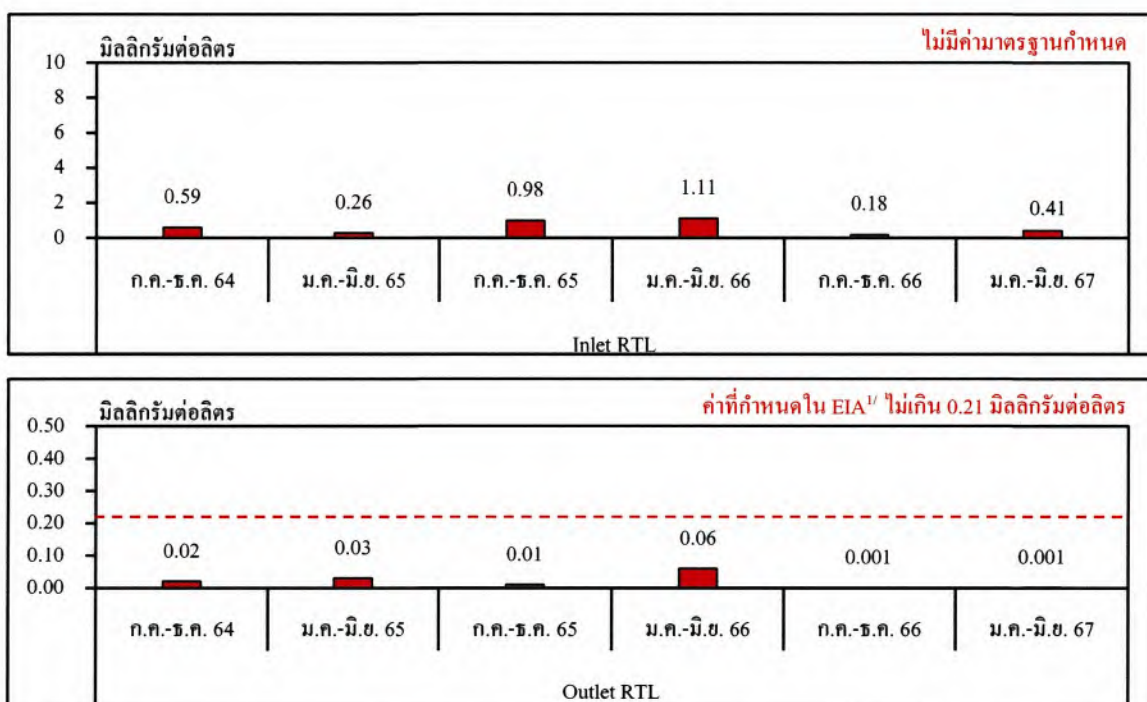 มิลลิกรัมต่อลิตร ไม่มีค่ามาตรฐานกำหนด
10
8
6
4
2
0
0.59 0.26 0.98 1.11 0.18 0.41
ก.ค.-ธ.ค. 64 ม.ค.-มิ.ย. 65 ก.ค.-ธ.ค. 65 ม.ค.-มิ.ย. 66 ก.ค.-ธ.ค. 66 ม.ค.-มิ.ย. 67
Inlet RTL
มิลลิกรัมต่อลิตร ค่าที่กำหนดใน EIA1/ ไม่เกิน 0.21 มิลลิกรัมต่อลิตร
0.50
0.40
0.30
0.20
0.10
0.00
0.02 0.03 0.01 0.06 0.001 0.001
ก.ค.-ธ.ค. 64 ม.ค.-มิ.ย. 65 ก.ค.-ธ.ค. 65 ม.ค.-มิ.ย. 66 ก.ค.-ธ.ค. 66 ม.ค.-มิ.ย. 67
Outlet RTL